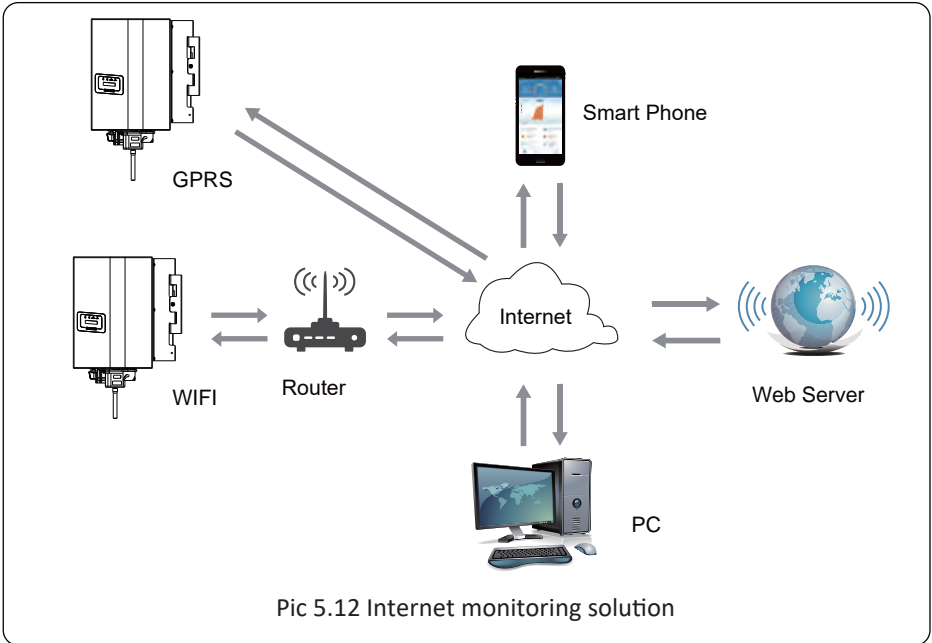 Smart Phone
GPRS
Internet
WIFI
Router
Web Server
PC
Pic 5.12 Internet monitoring solution